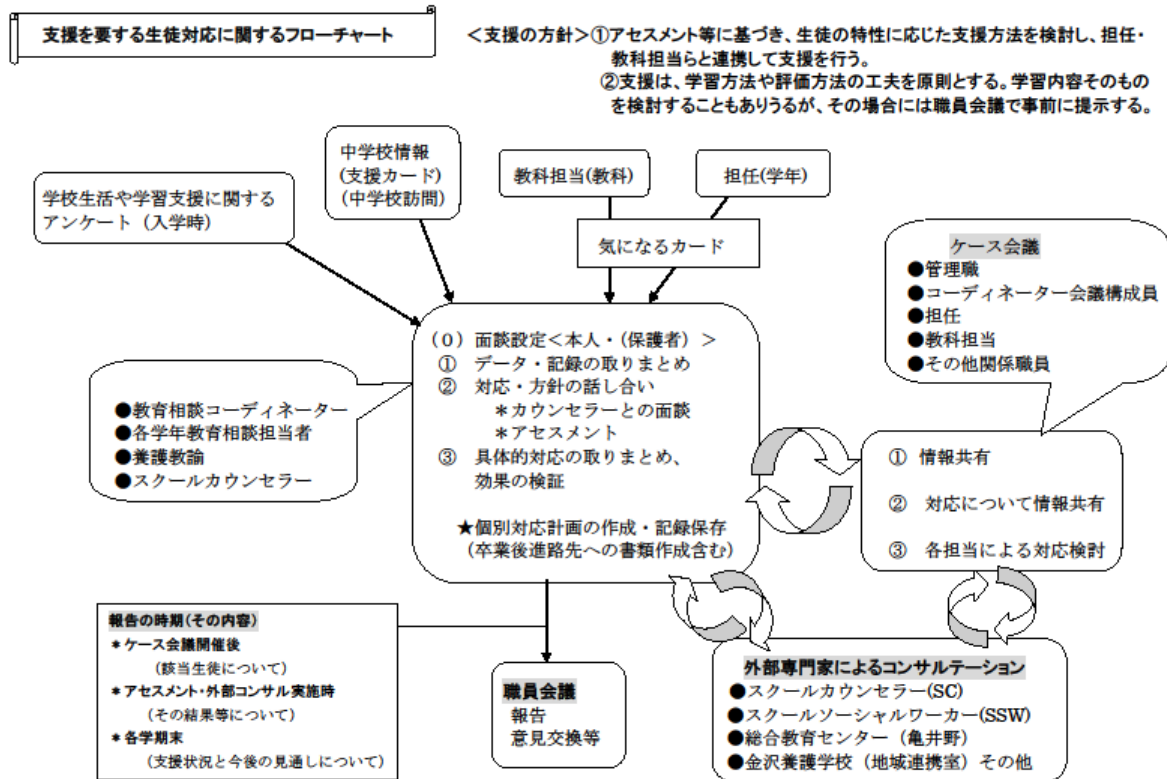 支援を要する生徒対応に関するフローチャート
＜支援の方針＞①アセスメント等に基づき、生徒の特性に応じた支援方法を検討し、担任・
教科担当らと連携して支援を行う。
②支援は、学習方法や評価方法の工夫を原則とする。学習内容そのもの
を検討することもありうるが、その場合には職員会議で事前に提示する。
学校生活や学習支援に関する
アンケート（入学時）
中学校情報
(支援カード)
(中学校訪問)
教科担当(教科)
担任(学年)
気になるカード
ケース会議
●管理職
●コーディネーター会議構成員
●担任
●教科担当
●その他関係職員
●教育相談コーディネーター
●各学年教育相談担当者
●養護教諭
●スクールカウンセラー
(０) 面談設定＜本人・(保護者) ＞
① データ・記録の取りまとめ
② 対応・方針の話し合い
＊カウンセラーとの面談
＊アセスメント
③ 具体的対応の取りまとめ、
効果の検証
★個別対応計画の作成・記録保存
(卒業後進路先への書類作成含む)
① 情報共有
② 対応について情報共有
③ 各担当による対応検討
報告の時期(その内容)
＊ケース会議開催後
(該当生徒について)
＊アセスメント・外部コンサル実施時
(その結果等について)
＊各学期末
(支援状況と今後の見通しについて)
職員会議
報告
意見交換等
外部専門家によるコンサルテーション
●スクールカウンセラー(SC)
●スクールソーシャルワーカー(SSW)
●総合教育センター（亀井野）
●金沢養護学校（地域連携室）その他